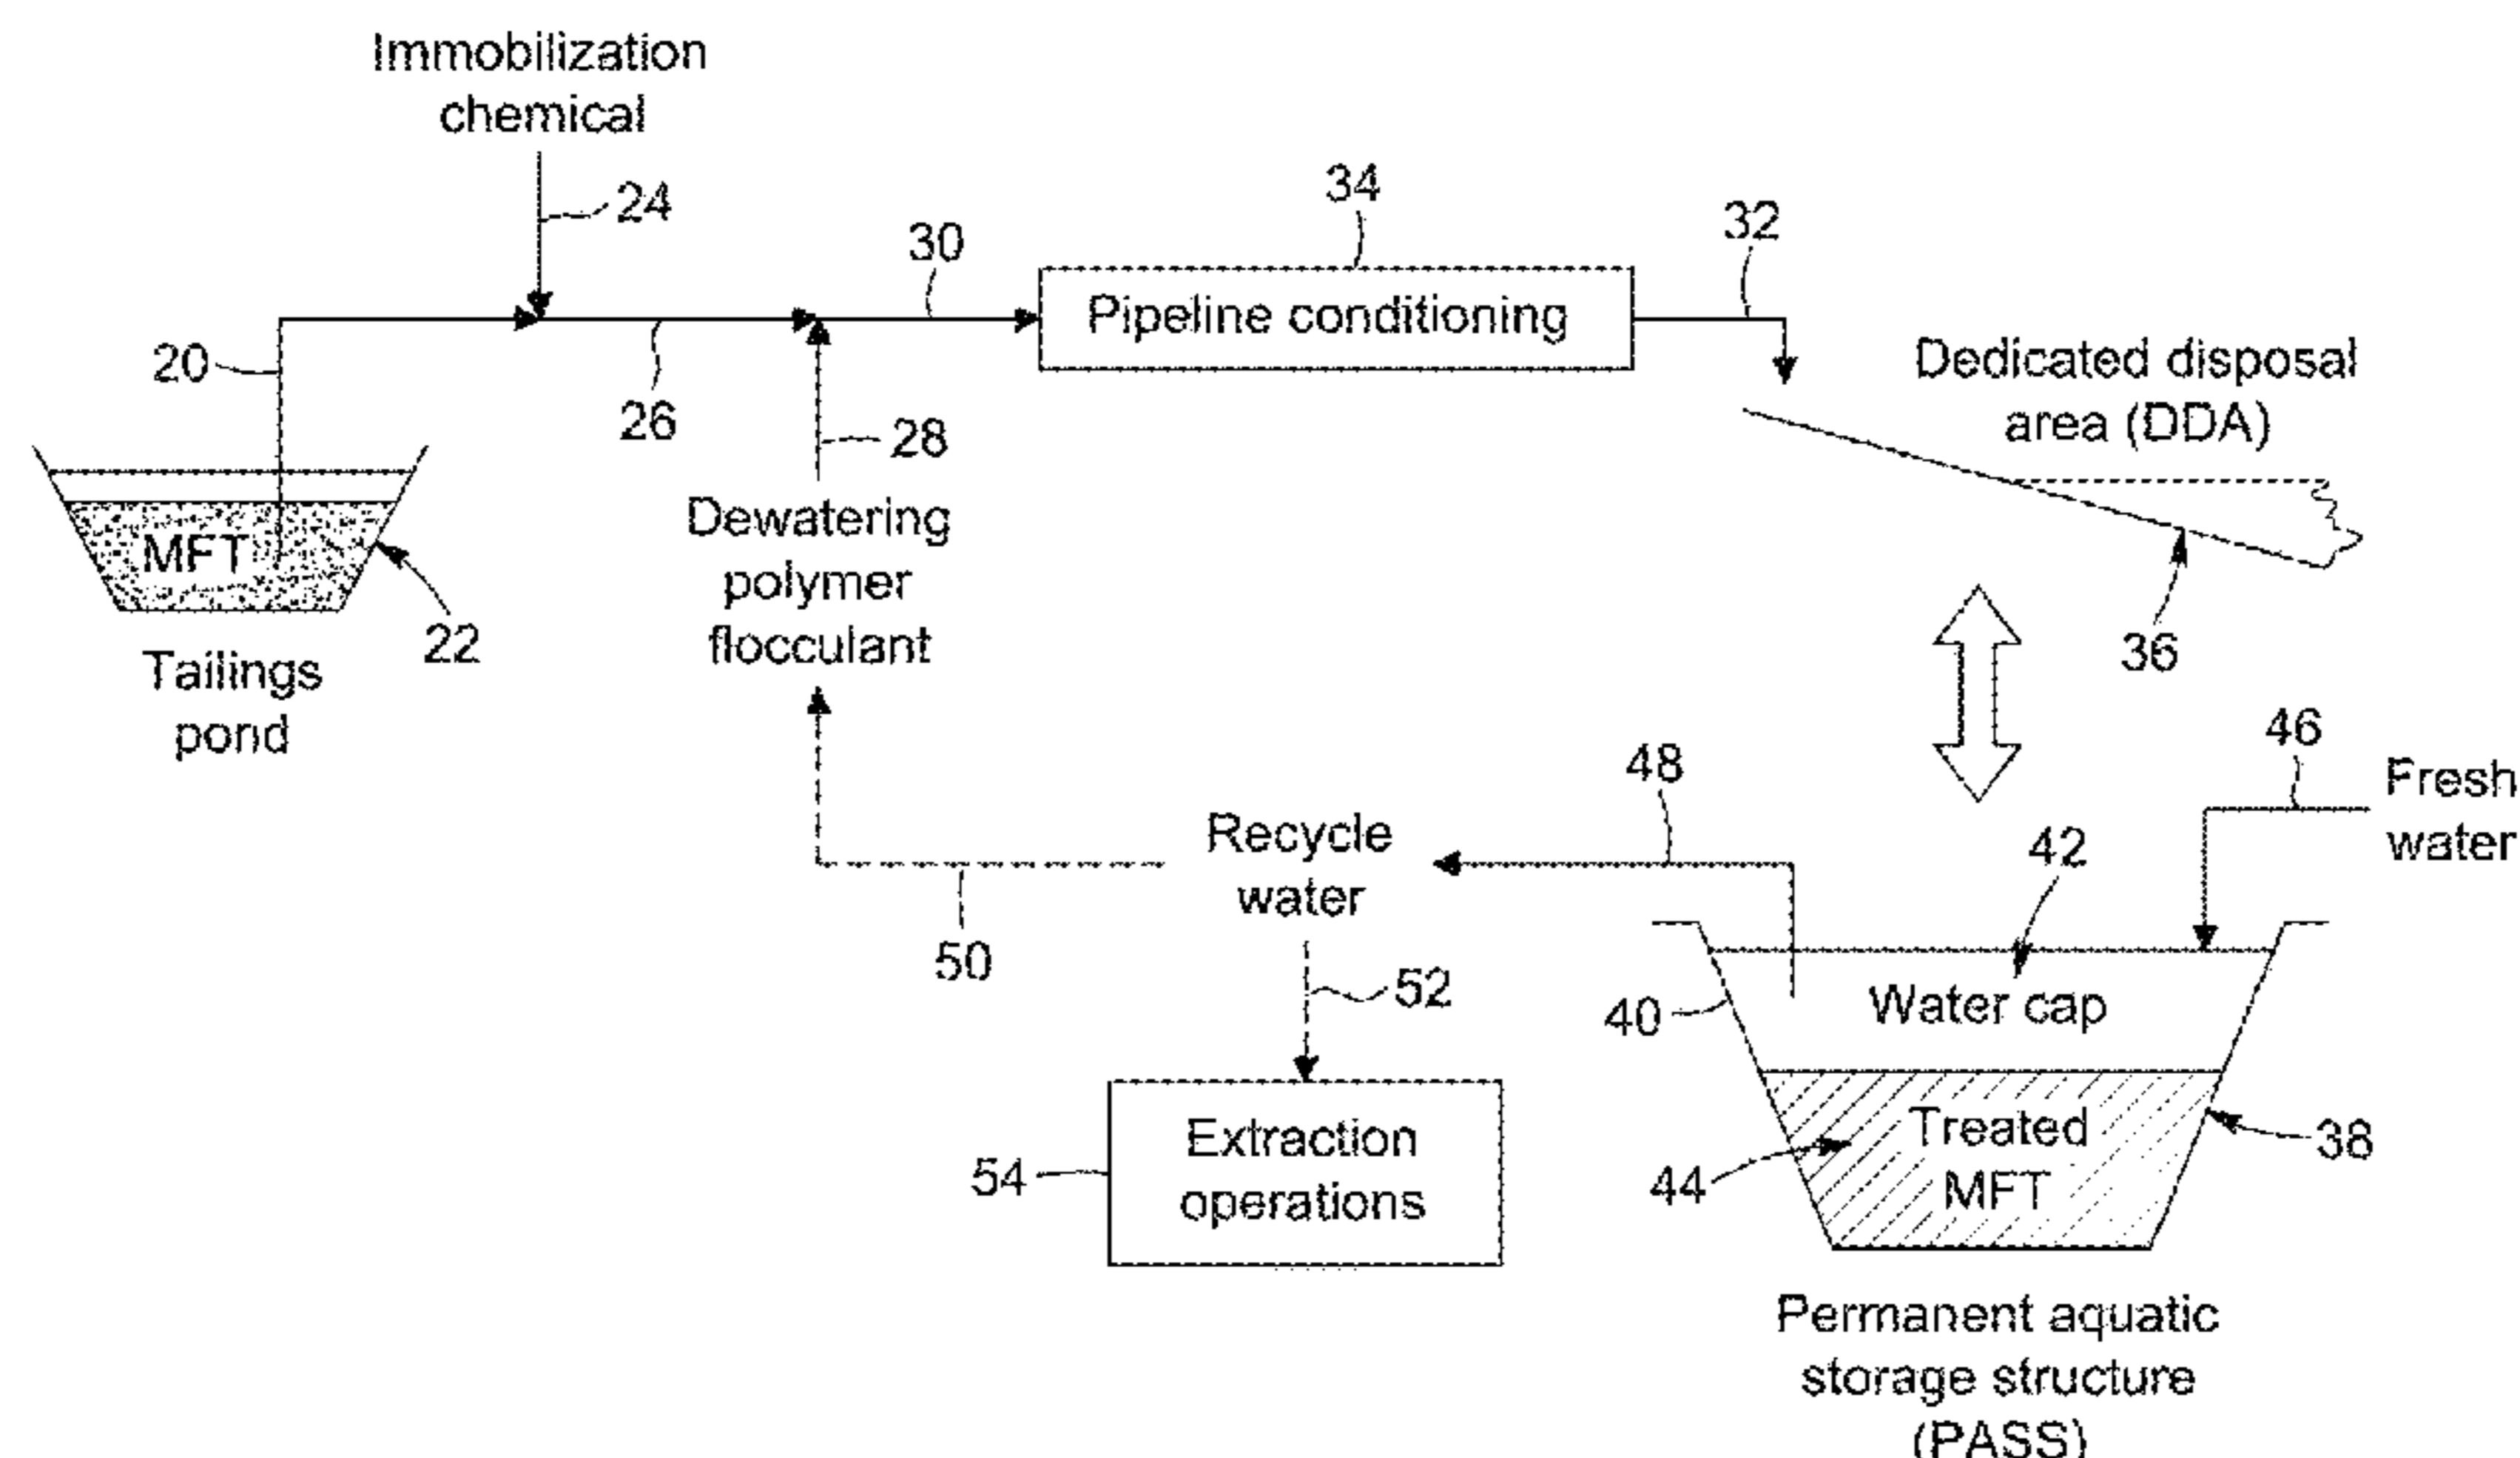 Immobilization
chemical
24
34
32
30
Pipeline conditioning
20
26
28
Dedicated disposal
area (DDA)
MFT
22
Tailings
pond
Dewatering
polymer
flocculant
36
46
Fresh
water
48
42
Recycle
water
50
52
40
Water cap
Extraction
operations
54
Treated
MFT
44
38
Permanent aquatic
storage structure
(PASS)